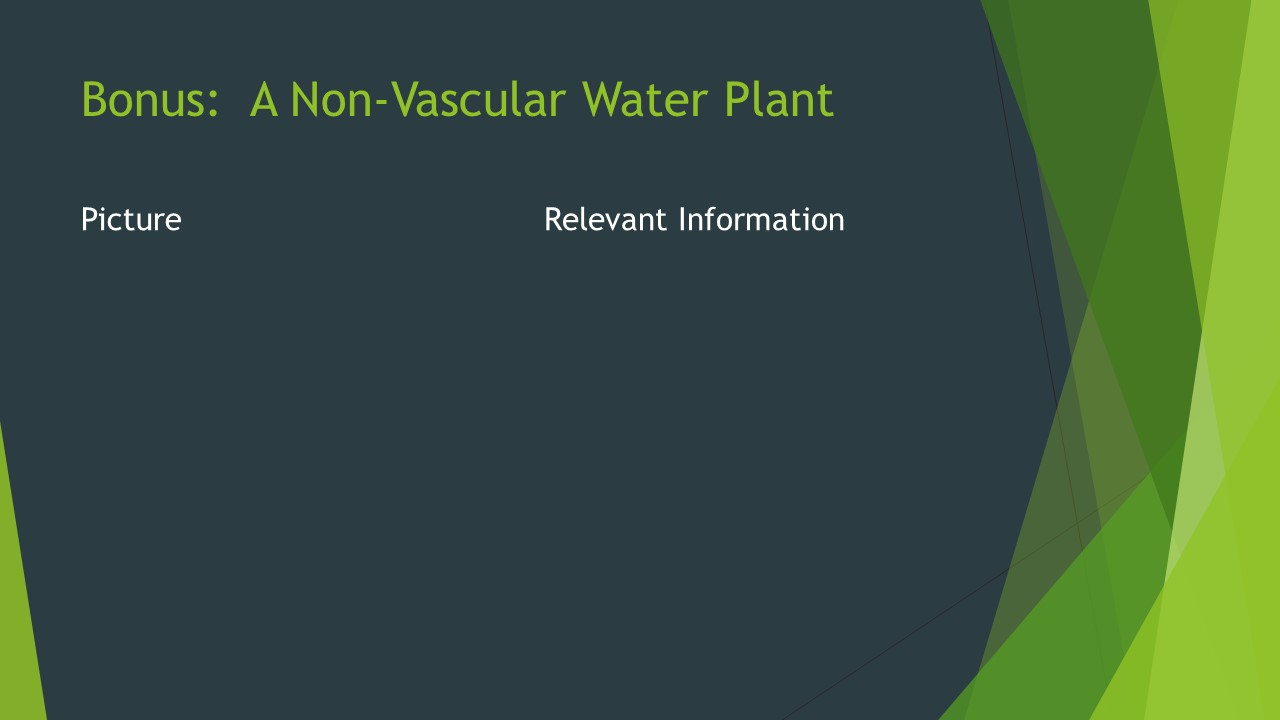 Bonus:  A Non-Vascular Water Plant
Picture
Relevant Information